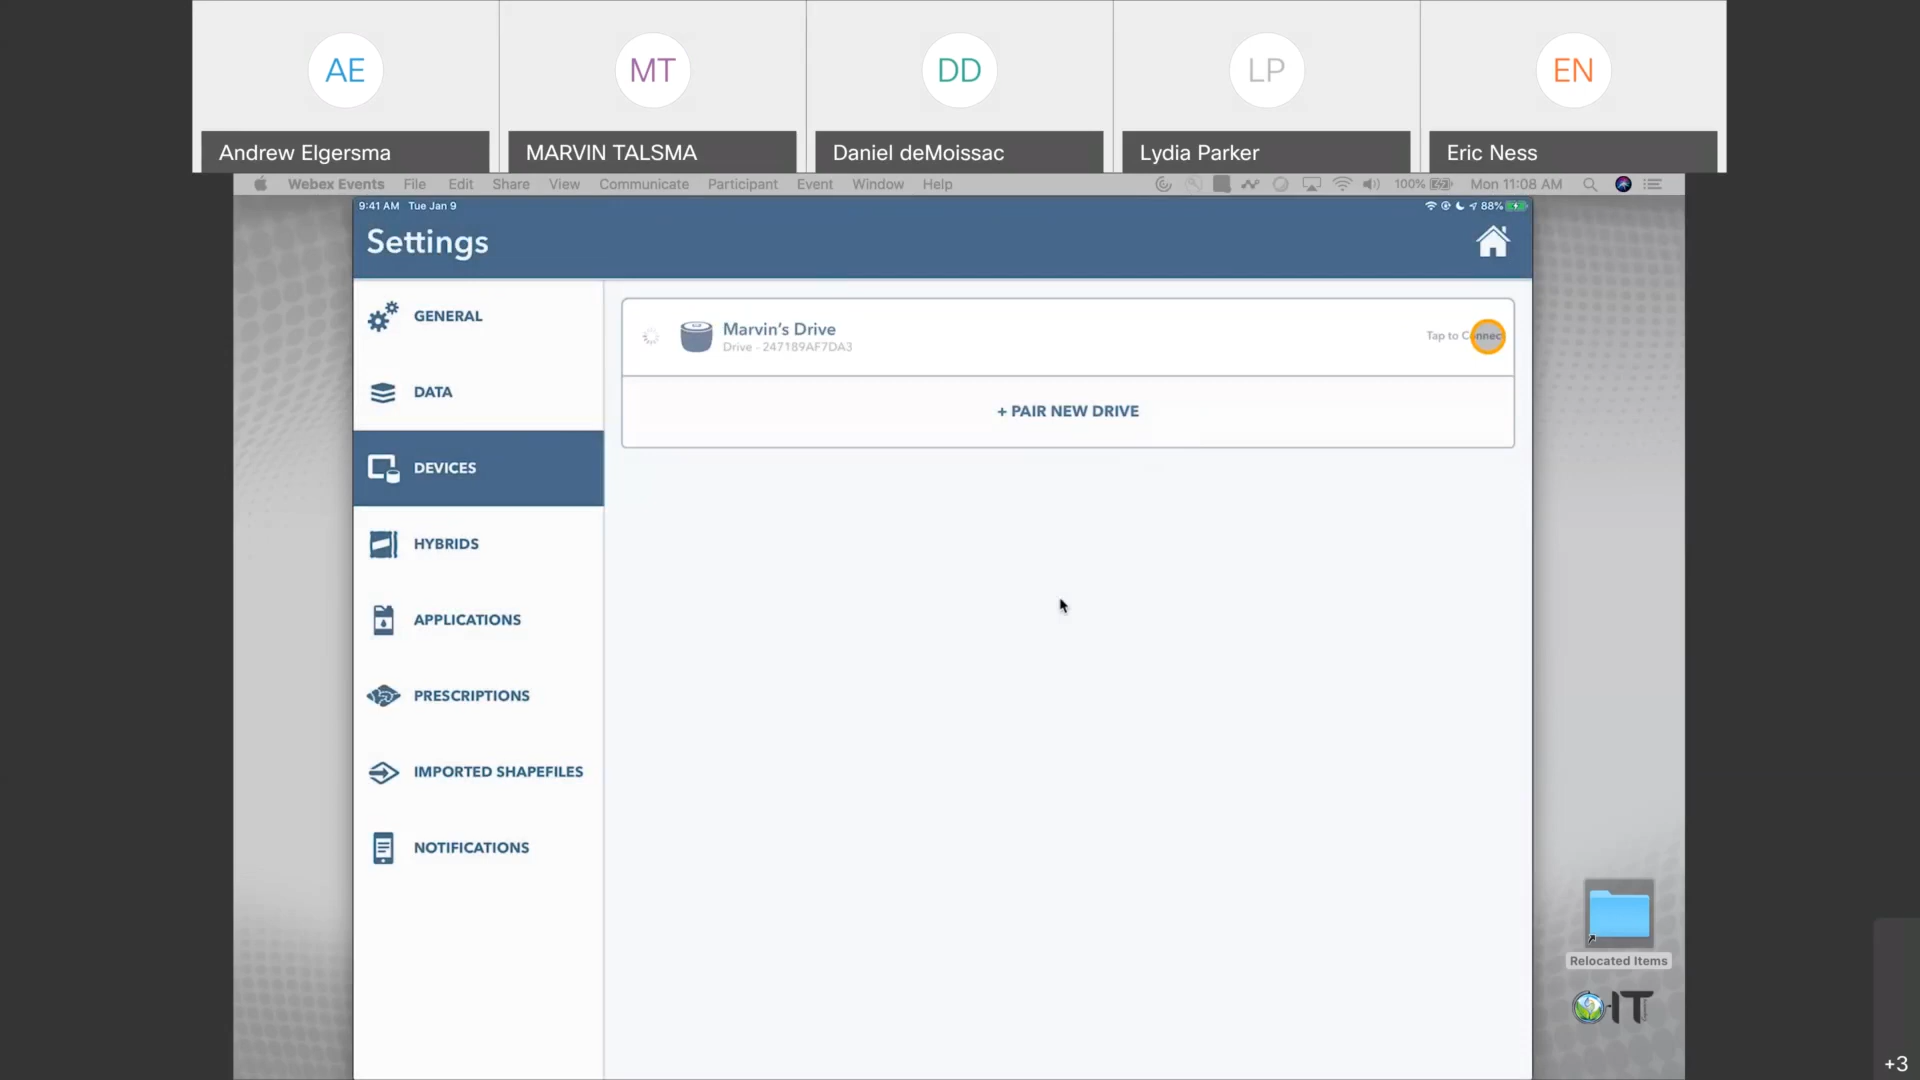 AE
MT
DD
LP
EN
Andrew Elgersma
MARVIN TALSMA
Daniel deMoissac
Lydia Parker
Eric Ness
Webex Events File Edit Share View Communicate Participant Event Window Help 100% Mon 11:08 AM
9:41 AM Tue Jan 9 88%
Settings
GENERAL
DATA
DEVICES
HYBRIDS
APPLICATIONS
PRESCRIPTIONS
IMPORTED SHAPEFILES
NOTIFICATIONS
Marvin's Drive
Drive - 247189AF7DA3
Tap to Connect
+ PAIR NEW DRIVE
Relocated Items
IT
+3